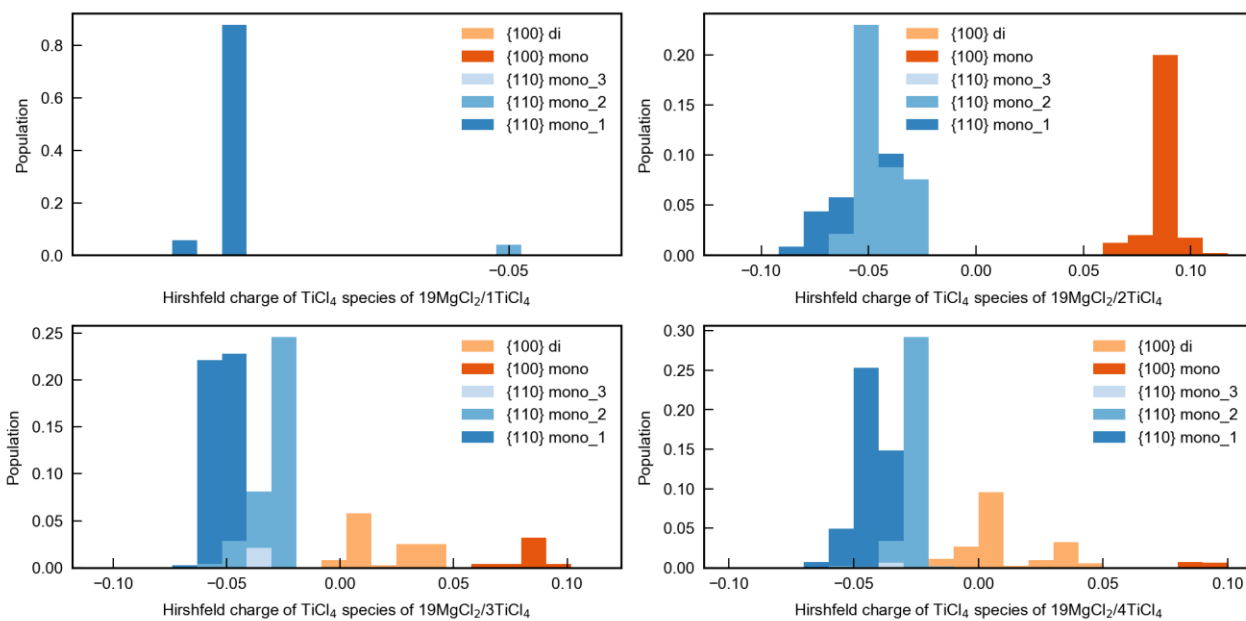 0.8
0.6
0.4
0.2
0.0
Population
{100} di
{100} mono
{110} mono_3
{110} mono_2
{110} mono_1
−0.05
Hirshfeld charge of TiCl₄ species of 19MgCl₂/1TiCl₄
0.20
0.15
0.10
0.05
0.00
Population
{100} di
{100} mono
{110} mono_3
{110} mono_2
{110} mono_1
−0.10 −0.05 0.00 0.05 0.10
Hirshfeld charge of TiCl₄ species of 19MgCl₂/2TiCl₄
0.25
0.20
0.15
0.10
0.05
0.00
Population
{100} di
{100} mono
{110} mono_3
{110} mono_2
{110} mono_1
−0.10 −0.05 0.00 0.05 0.10
Hirshfeld charge of TiCl₄ species of 19MgCl₂/3TiCl₄
0.30
0.25
0.20
0.15
0.10
0.05
0.00
Population
{100} di
{100} mono
{110} mono_3
{110} mono_2
{110} mono_1
−0.10 −0.05 0.00 0.05 0.10
Hirshfeld charge of TiCl₄ species of 19MgCl₂/4TiCl₄